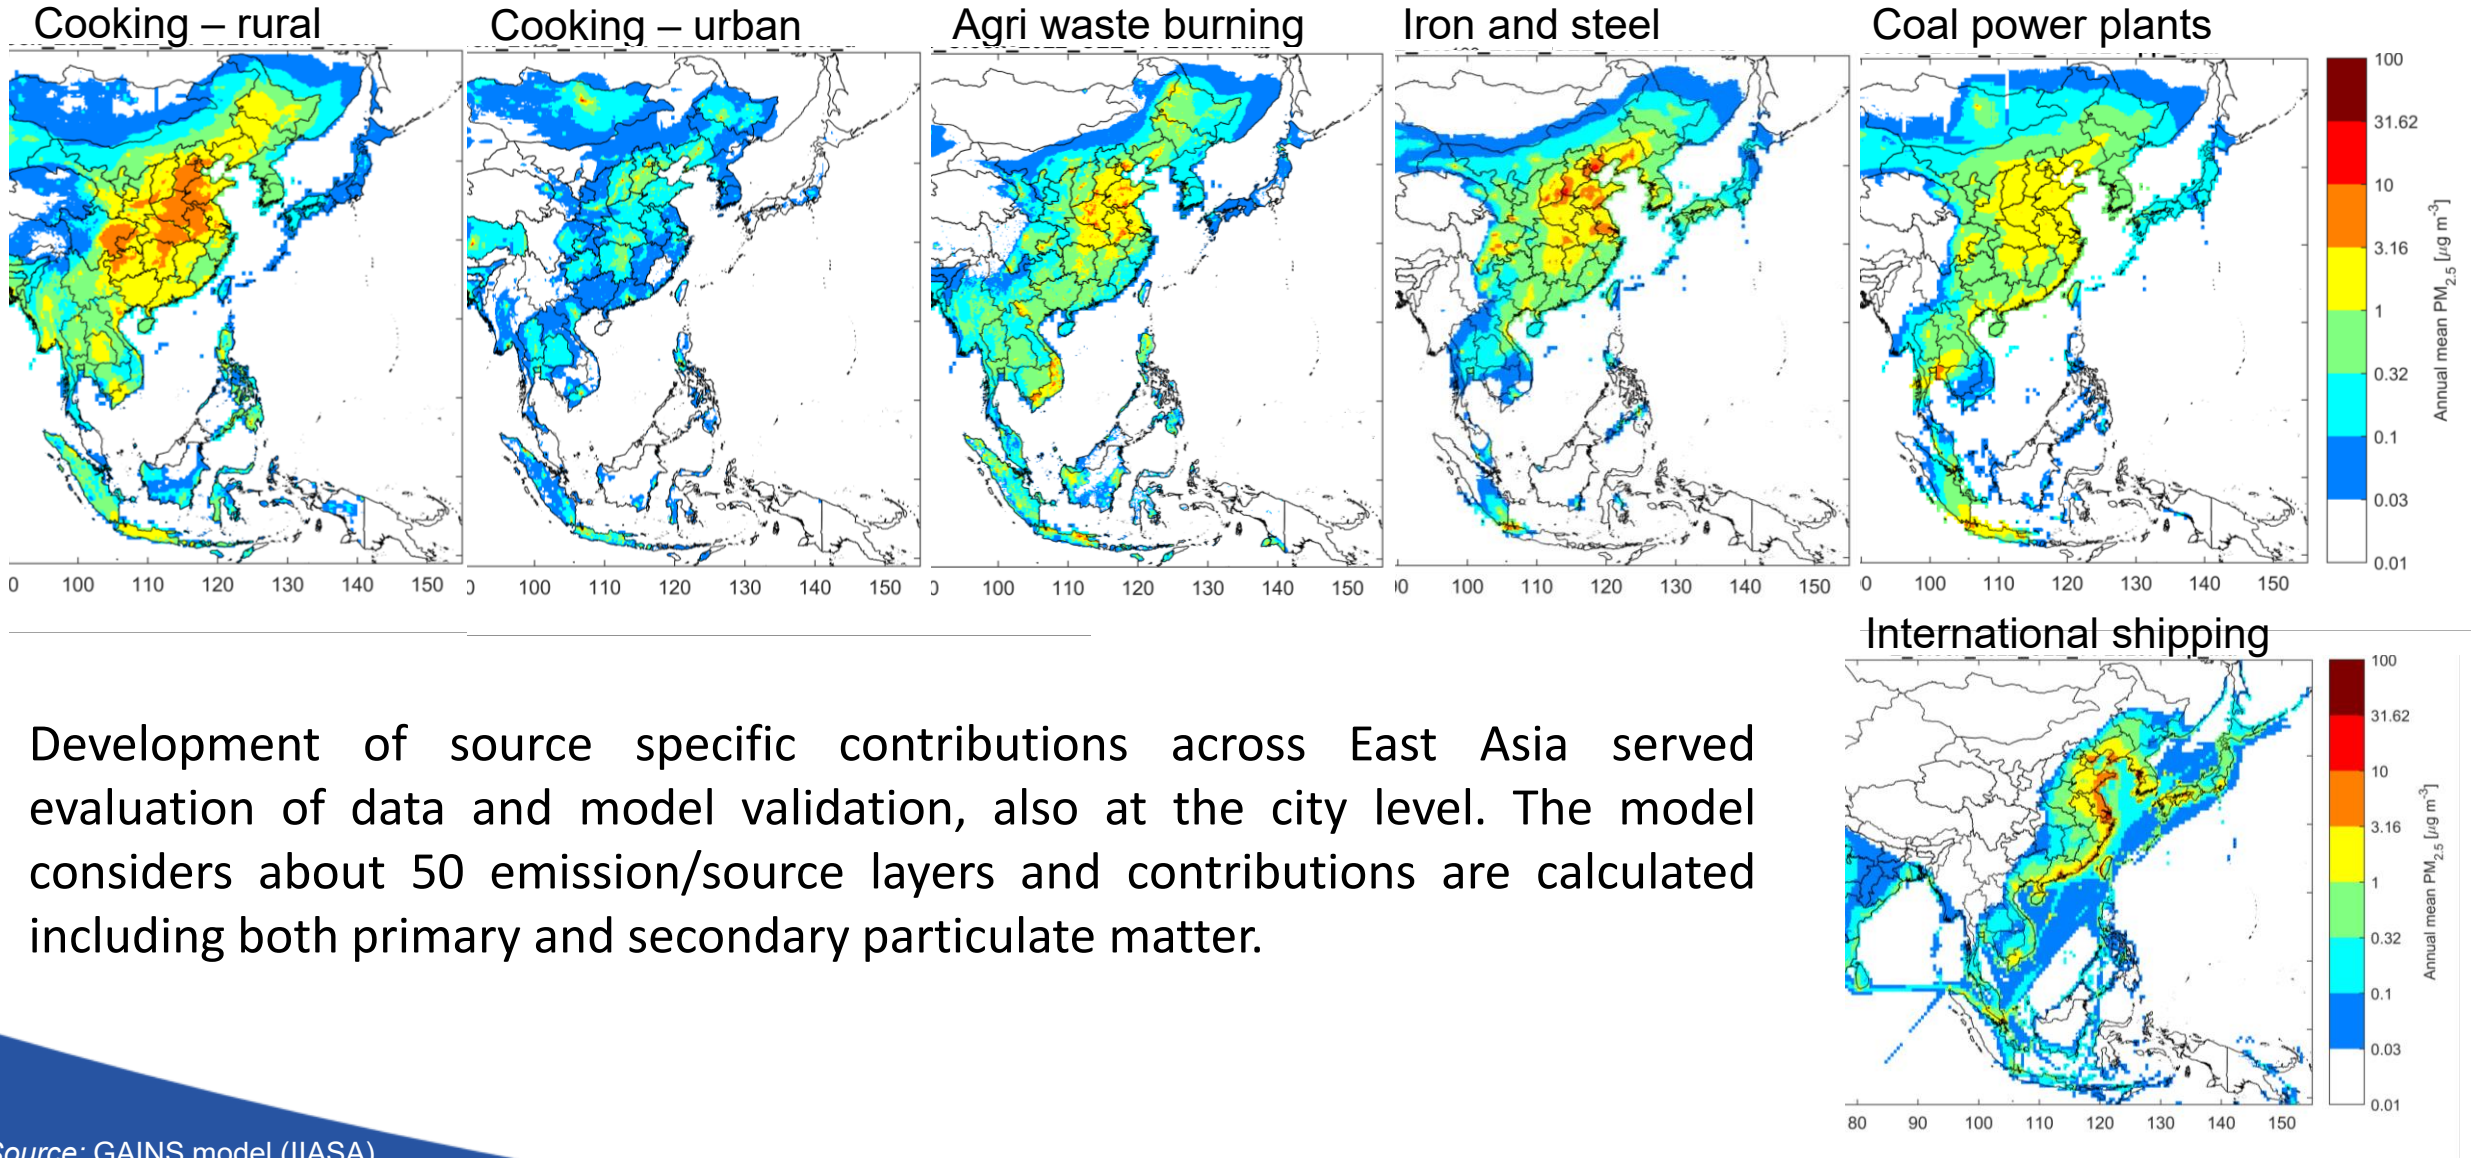 Cooking – rural
Cooking – urban
Agri waste burning
Iron and steel
Coal power plants
100
31.62
10
3.16
1
0.32
0.1
0.03
0.01
Annual mean PM2.5 [μg m-3]
0 100 110 120 130 140 150
0 100 110 120 130 140 150
0 100 110 120 130 140 150
0 100 110 120 130 140 150
0 100 110 120 130 140 150
International shipping
100
31.62
10
3.16
1
0.32
0.1
0.03
0.01
Annual mean PM2.5 [μg m-3]
80 90 100 110 120 130 140 150
Development of source specific contributions across East Asia served
evaluation of data and model validation, also at the city level. The model
considers about 50 emission/source layers and contributions are calculated
including both primary and secondary particulate matter.
Source: GAINS model (IIASA)